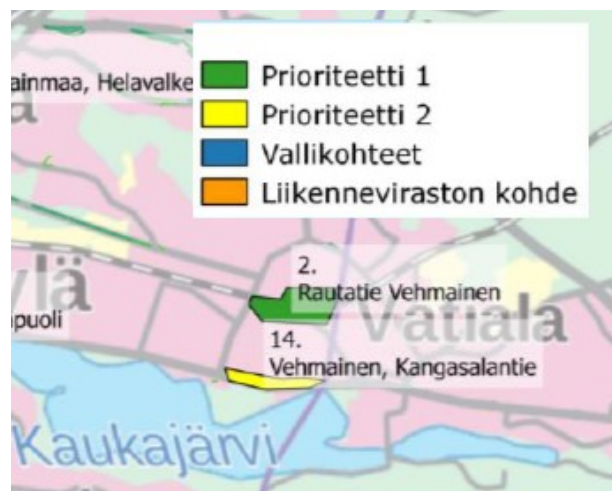 ainmaa, Helavalke
Prioriteetti 1
Prioriteetti 2
Vallikohteet
Liikenneviraston kohde
2.
Rautatie Vehmainen
ylä
puoli
Vatiala
14.
Vehmainen, Kangasalantie
Kaukajärvi